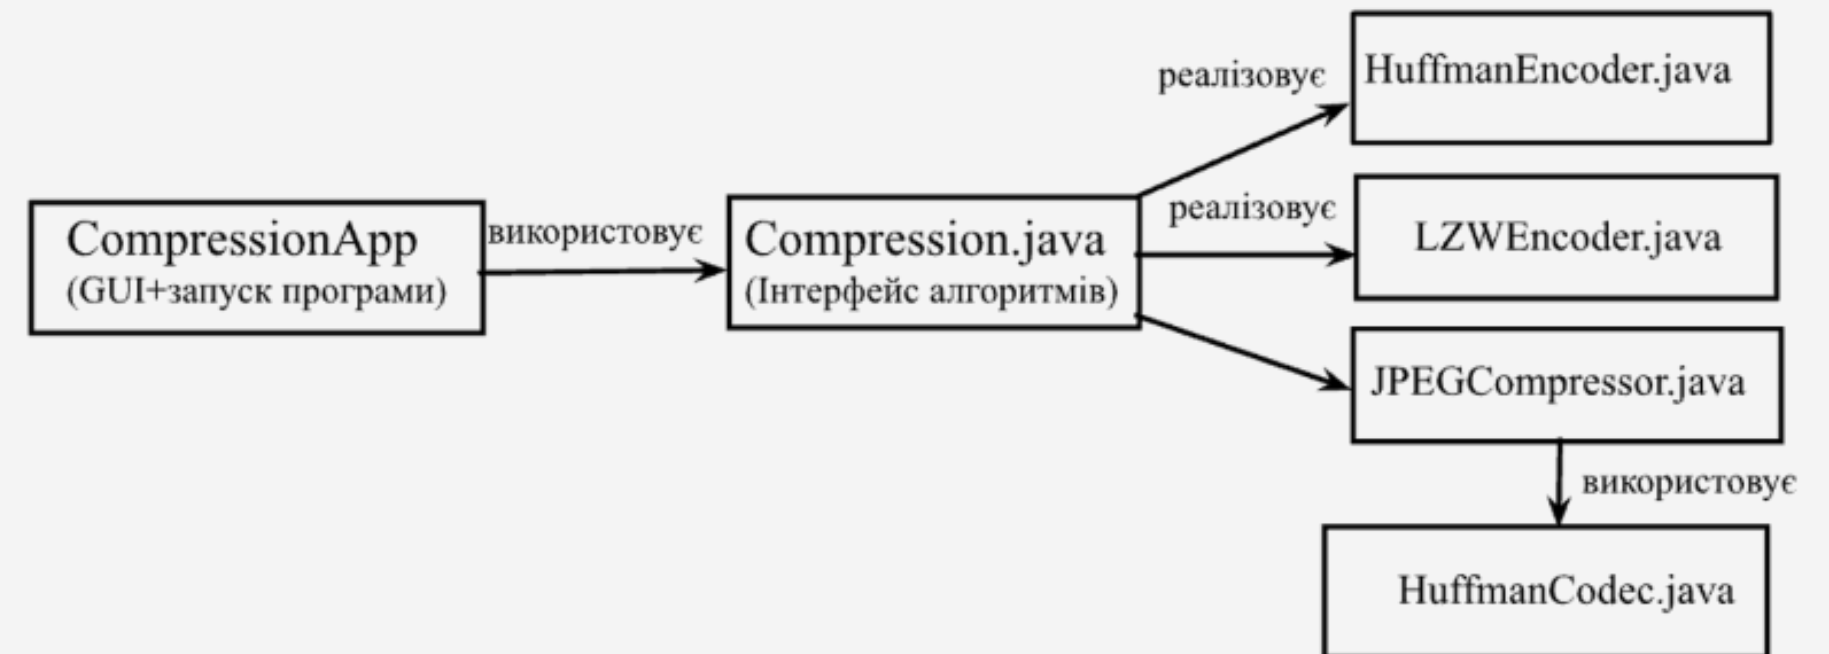 CompressionApp
(GUI+запуск програми)
використовує
Compression.java
(Інтерфейс алгоритмів)
реалізовує
HuffmanEncoder.java
реалізовує
LZWEncoder.java
JPEGCompressor.java
використовує
HuffmanCodec.java